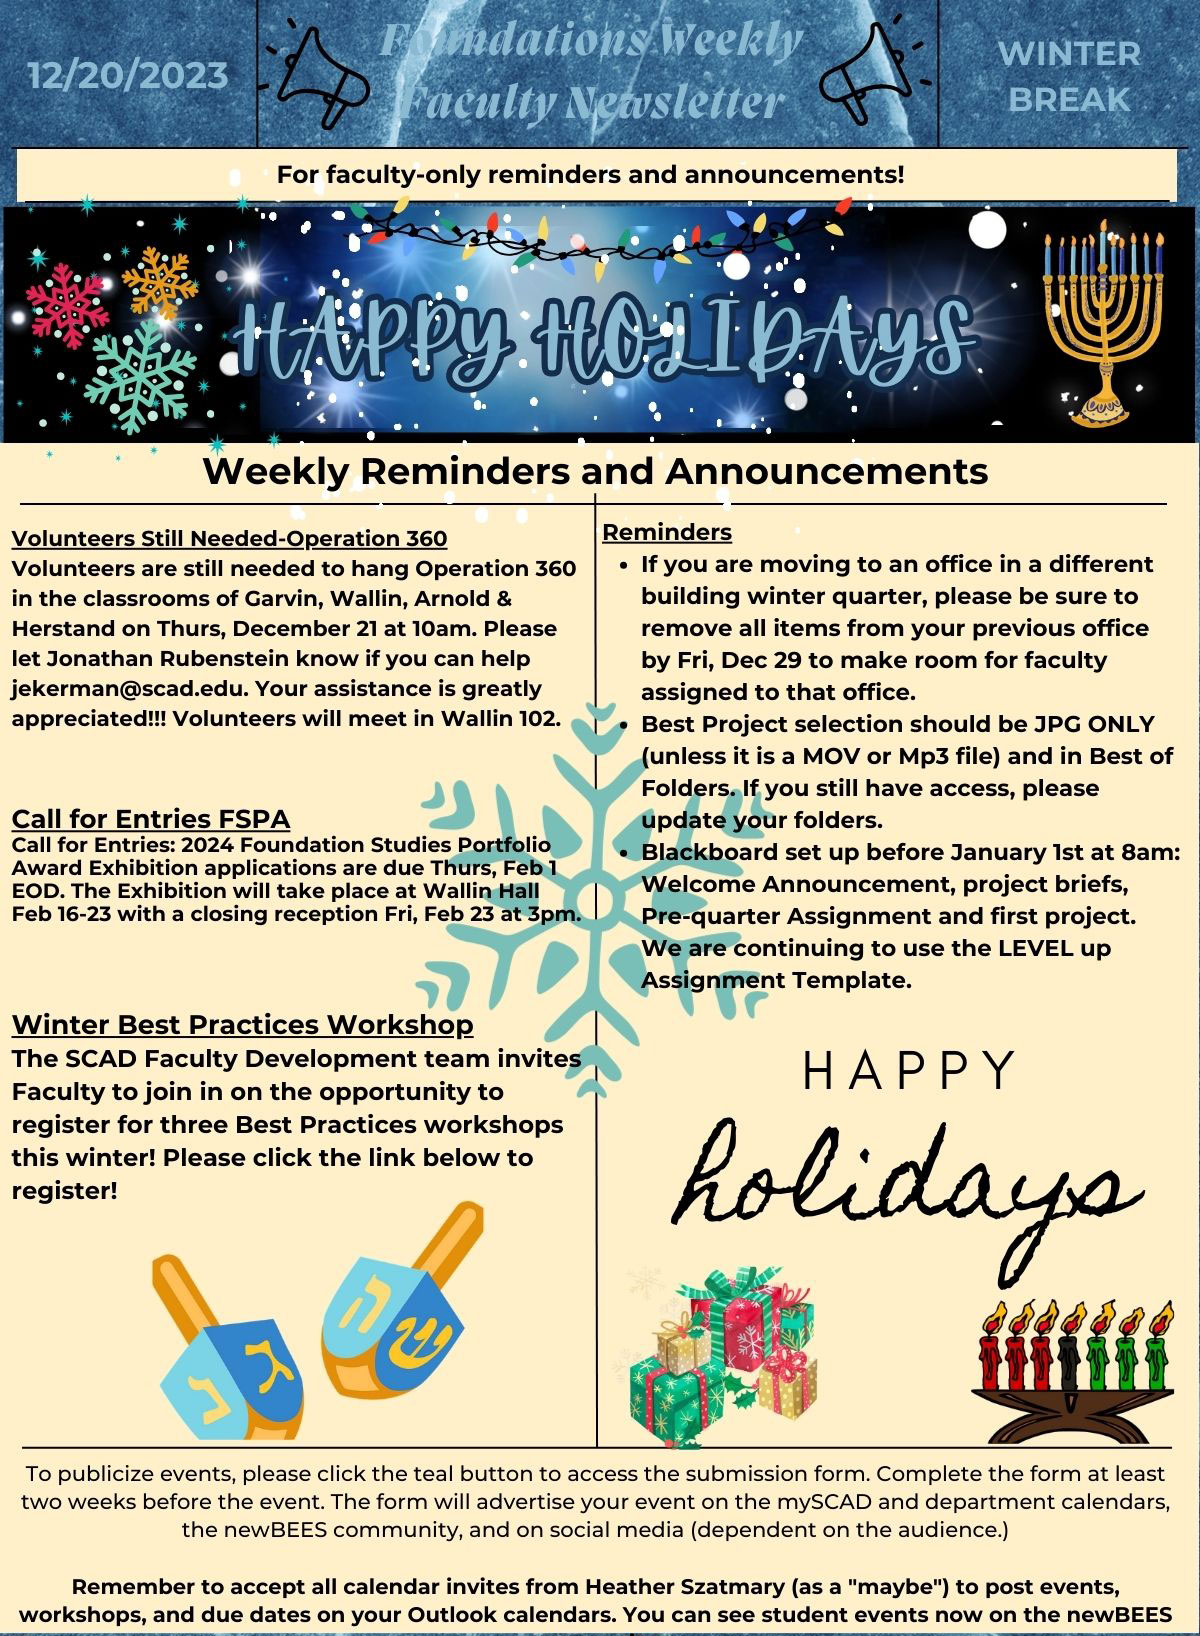 12/20/2023
Foundations Weekly
Faculty Newsletter
WINTER
BREAK
For faculty-only reminders and announcements!
HAPPY HOLIDAYS
Weekly Reminders and Announcements
Volunteers Still Needed-Operation 360
Volunteers are still needed to hang Operation 360
in the classrooms of Garvin, Wallin, Arnold &
Herstand on Thurs, December 21 at 10am. Please
let Jonathan Rubenstein know if you can help
jekerman@scad.edu. Your assistance is greatly
appreciated!!! Volunteers will meet in Wallin 102.
Call for Entries FSPA
Call for Entries: 2024 Foundation Studies Portfolio
Award Exhibition applications are due Thurs, Feb 1
EOD. The Exhibition will take place at Wallin Hall
Feb 16-23 with a closing reception Fri, Feb 23 at 3pm.
Winter Best Practices Workshop
The SCAD Faculty Development team invites
Faculty to join in on the opportunity to
register for three Best Practices workshops
this winter! Please click the link below to
register!
נ
ג
ה
ש
Reminders
• If you are moving to an office in a different
building winter quarter, please be sure to
remove all items from your previous office
by Fri, Dec 29 to make room for faculty
assigned to that office.
• Best Project selection should be JPG ONLY
(unless it is a MOV or Mp3 file) and in Best of
Folders. If you still have access, please
update your folders.
• Blackboard set up before January 1st at 8am:
Welcome Announcement, project briefs,
Pre-quarter Assignment and first project.
We are continuing to use the LEVEL up
Assignment Template.
HAPPY
holidays
To publicize events, please click the teal button to access the submission form. Complete the form at least
two weeks before the event. The form will advertise your event on the mySCAD and department calendars,
the newBEES community, and on social media (dependent on the audience.)
Remember to accept all calendar invites from Heather Szatmary (as a "maybe") to post events,
workshops, and due dates on your Outlook calendars. You can see student events now on the newBEES